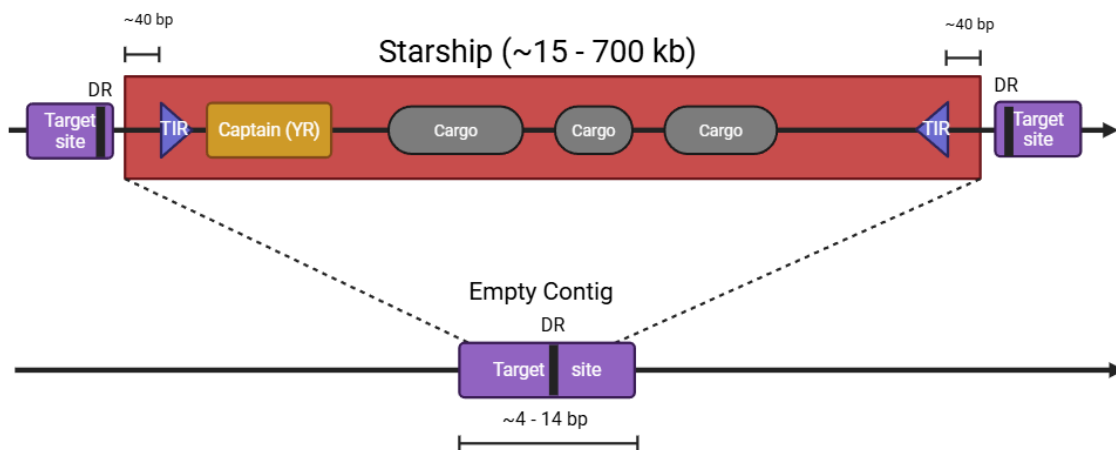 ~40 bp
~40 bp
Starship (~15 - 700 kb)
DR
DR
Target
site
TIR
Captain (YR)
Cargo
Cargo
Cargo
TIR
Target
site
Empty Contig
DR
Target site
~4 - 14 bp